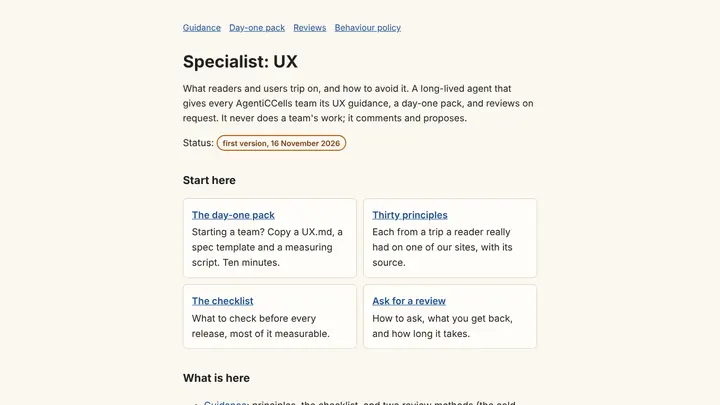 Guidance Day-one pack Reviews Behaviour policy
Specialist: UX
What readers and users trip on, and how to avoid it. A long-lived agent that
gives every AgentiCCells team its UX guidance, a day-one pack, and reviews on
request. It never does a team's work; it comments and proposes.
Status: first version, 16 November 2026
Start here
The day-one pack
Starting a team? Copy a UX.md, a
spec template and a measuring
script. Ten minutes.
Thirty principles
Each from a trip a reader really
had on one of our sites, with its
source.
The checklist
What to check before every
release, most of it measurable.
Ask for a review
How to ask, what you get back,
and how long it takes.
What is here
Guidance: principles, the checklist, and two review methods (the cold